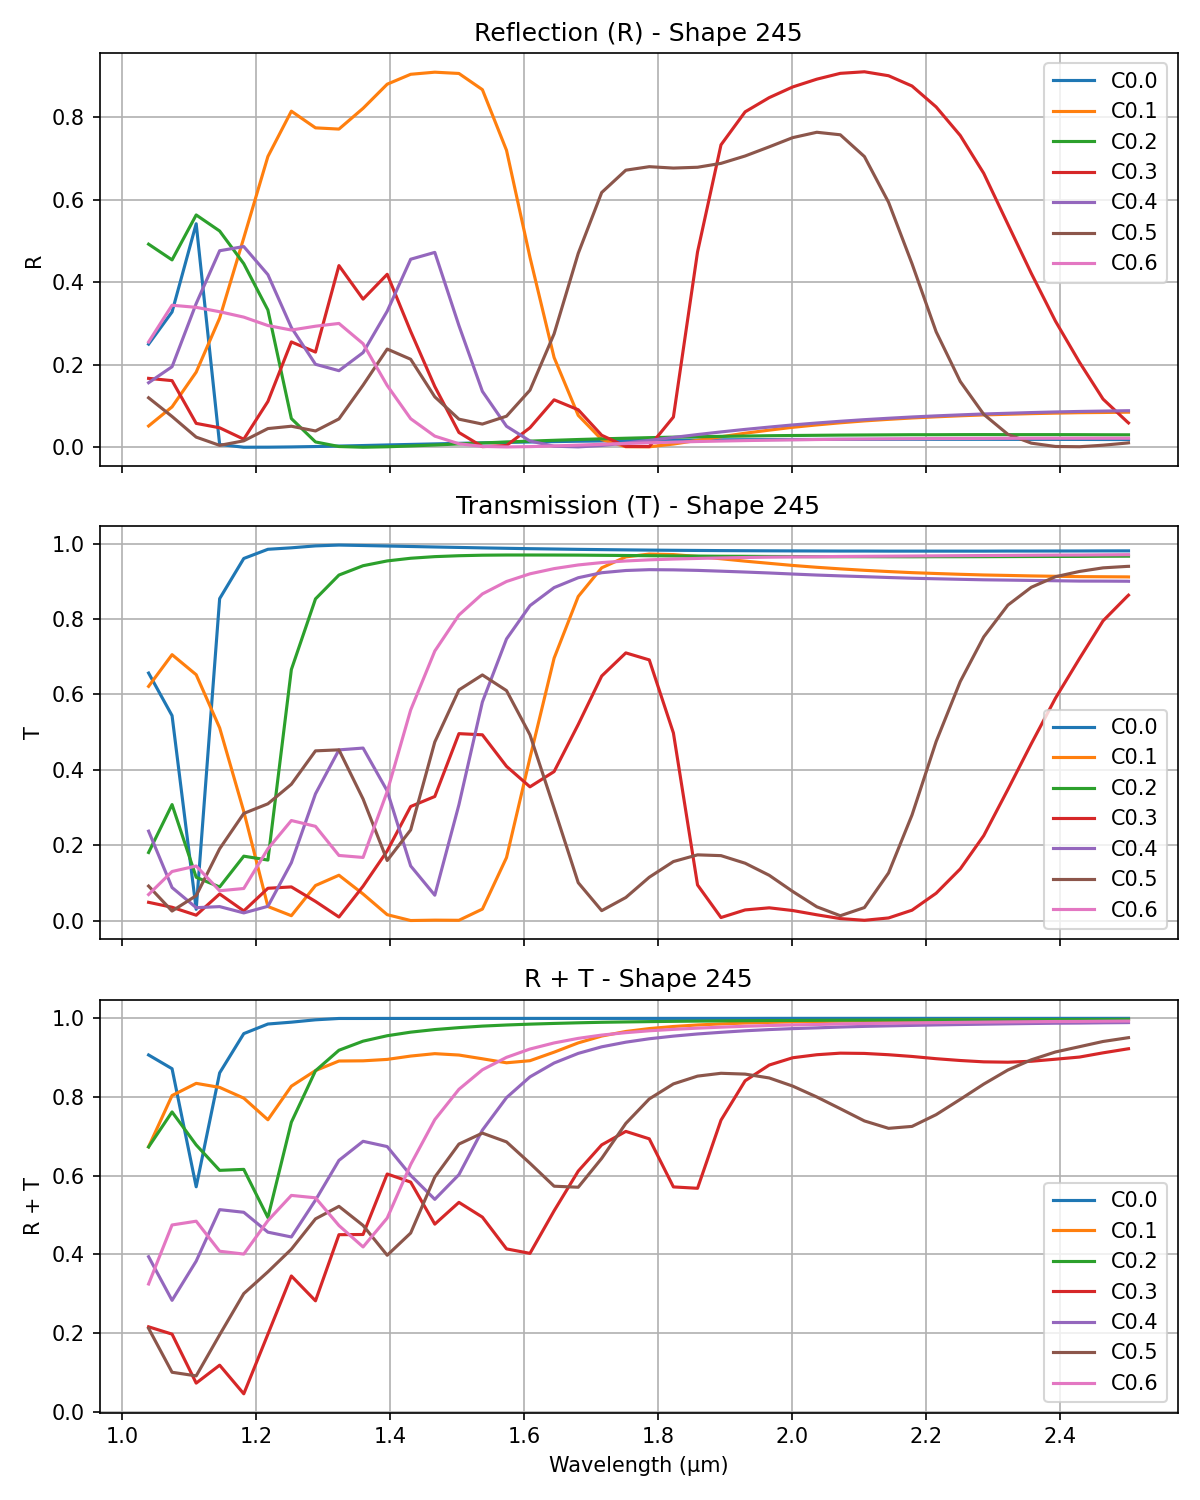 Reflection (R) - Shape 245
R
0.8
0.6
0.4
0.2
0.0
C0.0
C0.1
C0.2
C0.3
C0.4
C0.5
C0.6
Transmission (T) - Shape 245
T
1.0
0.8
0.6
0.4
0.2
0.0
C0.0
C0.1
C0.2
C0.3
C0.4
C0.5
C0.6
R + T - Shape 245
R + T
1.0
0.8
0.6
0.4
0.2
0.0
C0.0
C0.1
C0.2
C0.3
C0.4
C0.5
C0.6
1.0 1.2 1.4 1.6 1.8 2.0 2.2 2.4
Wavelength (μm)